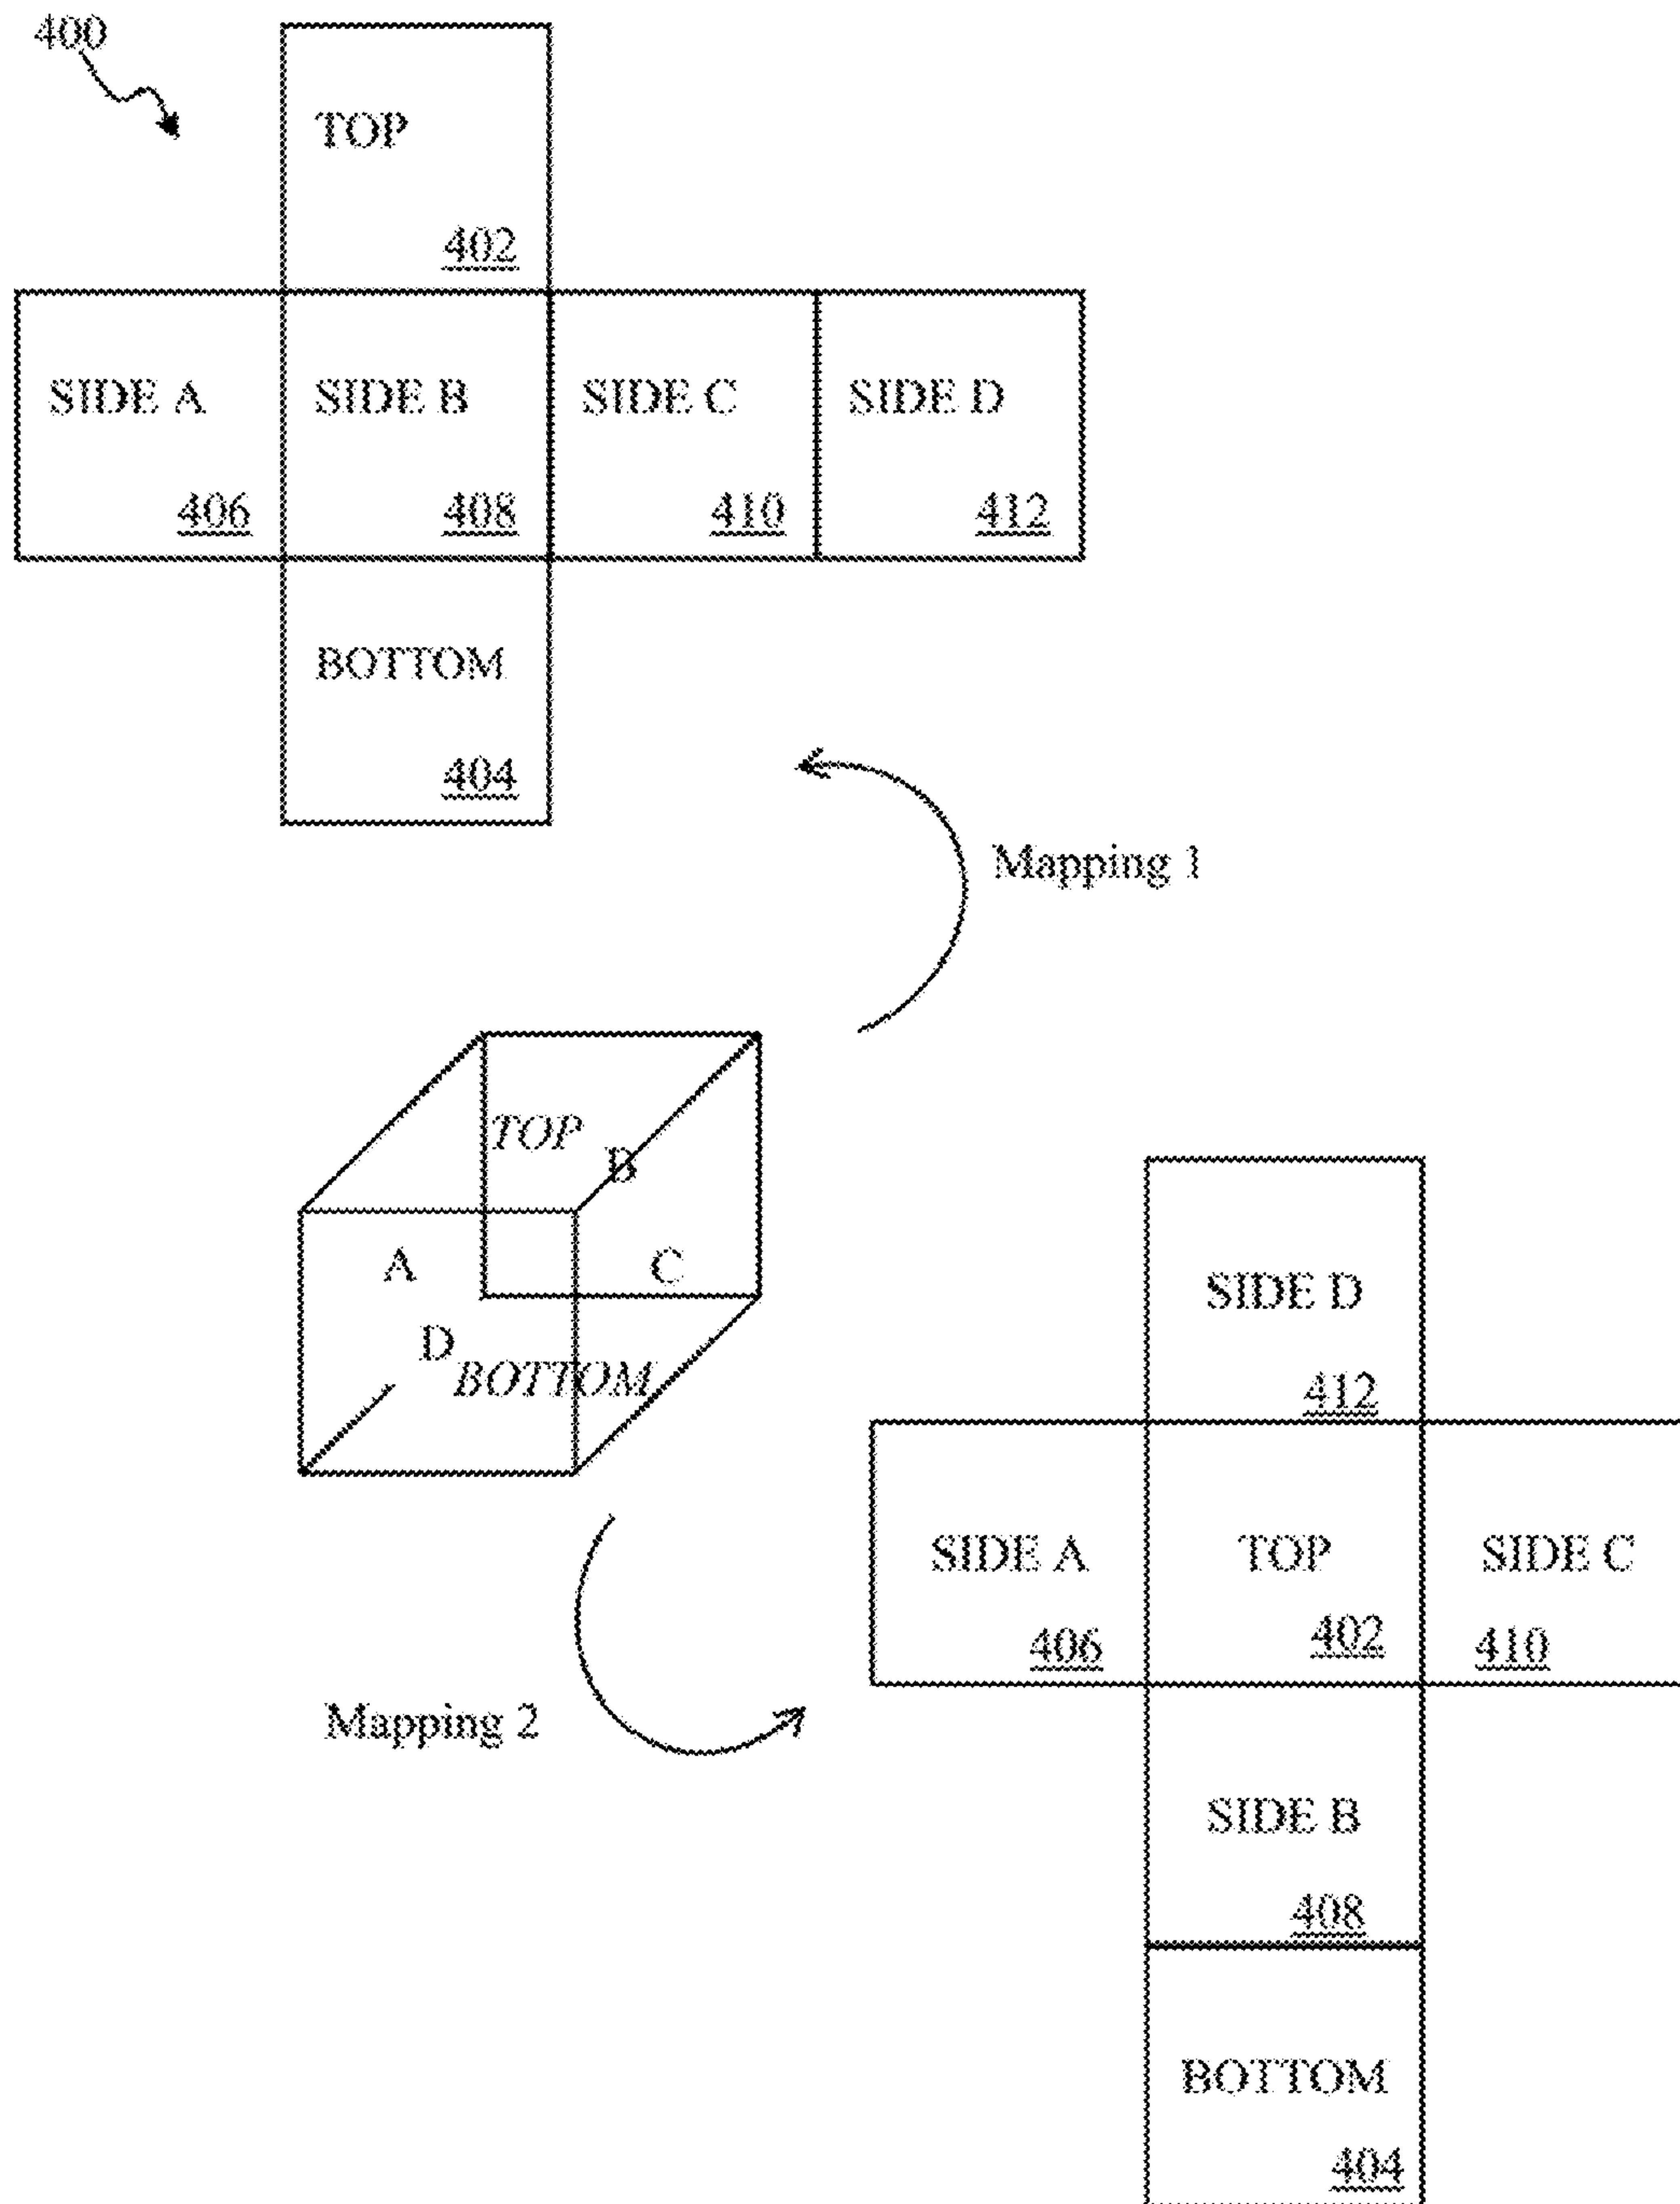 400
TOP
402
SIDE A SIDE B SIDE C SIDE D
406 408 410 412
BOTTOM
404
Mapping 1
TOP
B
A C
D
BOTTOM
SIDE D
412
SIDE A TOP SIDE C
406 402 410
Mapping 2
SIDE B
408
BOTTOM
404